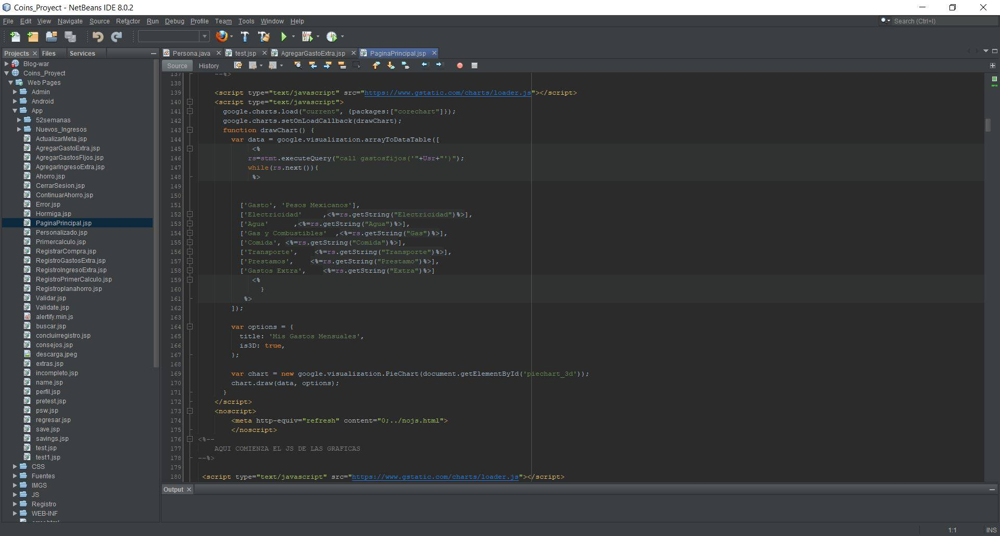 Coins_Proyect - NetBeans IDE 8.0.2
File Edit View Navigate Source Refactor Run Debug Profile Team Tools Window Help
Search (Ctrl+I)
Projects Files Services
Persona.java test.jsp AgregarGastoExtra.jsp PaginaPrincipal.jsp
Source History
Blog-war
Coins_Proyect
Web Pages
Admin
Android
App
52semanas
Nuevos_Ingresos
ActualizarMeta.jsp
AgregarGastoExtra.jsp
AgregarGastosFIjos.jsp
AgregarIngresoExtra.jsp
Ahorro.jsp
CerrarSesion.jsp
ContinuarAhorro.jsp
Error.jsp
Hormiga.jsp
PaginaPrincipal.jsp
Personalizado.jsp
Primercalculo.jsp
RegistrarCompra.jsp
RegistroGastosExtra.jsp
RegistroIngresoExtra.jsp
RegistroPrimerCalculo.jsp
Registroplanahorro.jsp
Validar.jsp
Validate.jsp
alertify.min.js
buscar.jsp
concluirregistro.jsp
consejos.jsp
descarga.jpeg
extras.jsp
incompleto.jsp
name.jsp
perfil.jsp
pretest.jsp
psw.jsp
regresar.jsp
save.jsp
savings.jsp
test.jsp
test1.jsp
CSS
Fuentes
IMGS
JS
Registro
WEB-INF
137 --%>
138
139 <script type="text/javascript" src="https://www.gstatic.com/charts/loader.js"></script>
140 <script type="text/javascript">
141 google.charts.load("current", {packages:["corechart"]});
142 google.charts.setOnLoadCallback(drawChart);
143 function drawChart() {
144 var data = google.visualization.arrayToDataTable([
145 <%
146 rs=stmt.executeQuery("call gastosfijos('"+Usr+"')");
147 while(rs.next()){
148 %>
149
150
151 ['Gasto', 'Pesos Mexicanos'],
152 ['Electricidad' ,<%=rs.getString("Electricidad")%>],
153 ['Agua' ,<%=rs.getString("Agua")%>],
154 ['Gas y Combustibles' ,<%=rs.getString("Gas")%>],
155 ['Comida', <%=rs.getString("Comida")%>],
156 ['Transporte', <%=rs.getString("Transporte")%>],
157 ['Prestamos', <%=rs.getString("Prestamo")%>],
158 ['Gastos Extra', <%=rs.getString("Extra")%>]
159 <%
160 }
161 %>
162 ]);
163
164 var options = {
165 title: 'Mis Gastos Mensuales',
166 is3D: true,
167 };
168
169 var chart = new google.visualization.PieChart(document.getElementById('piechart_3d'));
170 chart.draw(data, options);
171 }
172 </script>
173 <noscript>
174 <meta http-equiv="refresh" content="0;../nojs.html">
175 </noscript>
176 <%--
177 AQUI COMIENZA EL JS DE LAS GRAFICAS
178 --%>
179
180 <script type="text/javascript" src="https://www.gstatic.com/charts/loader.js"></script>
Output
1:1 INS